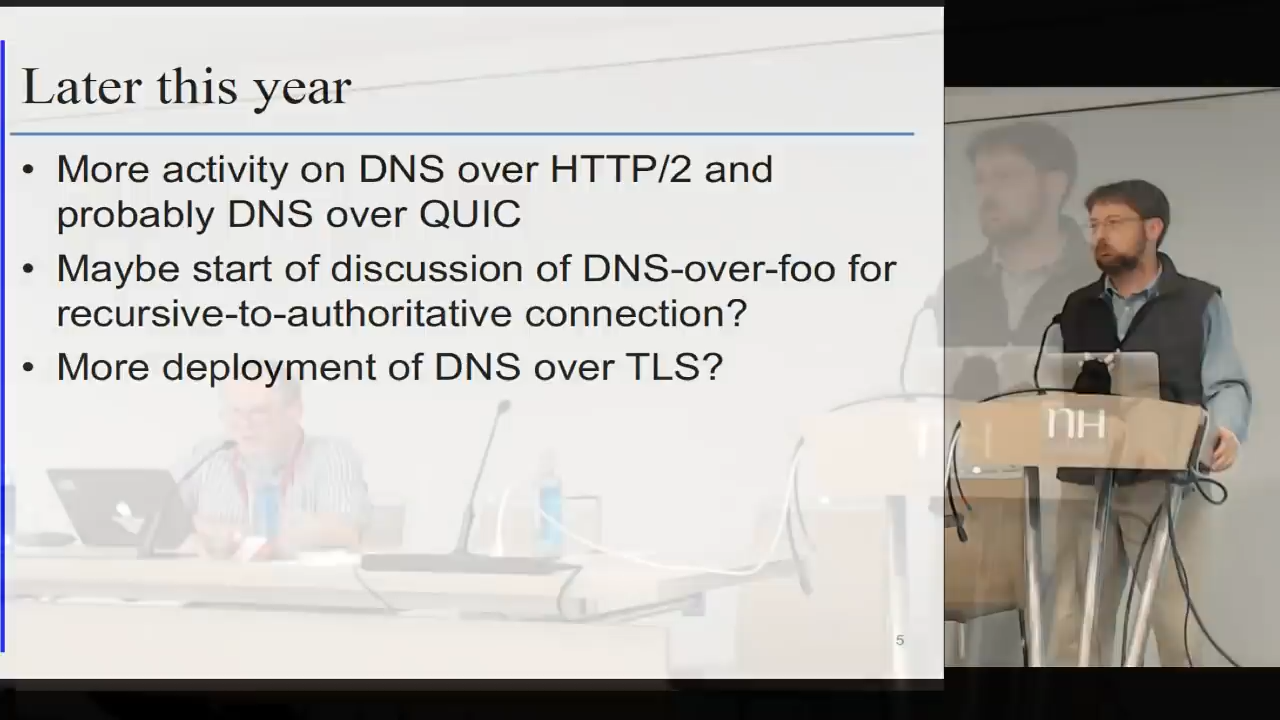 Later this year
• More activity on DNS over HTTP/2 and
probably DNS over QUIC
• Maybe start of discussion of DNS-over-foo for
recursive-to-authoritative connection?
• More deployment of DNS over TLS?
5
nH